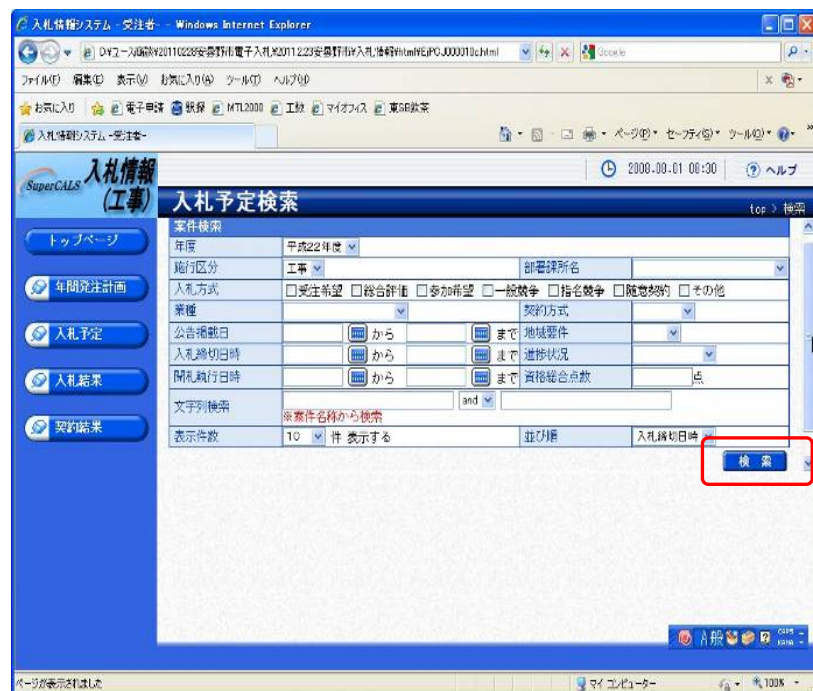 入札情報システム -受注者- - Windows Internet Explorer
ファイル(F) 編集(E) 表示(V) お気に入り(A) ツール(T) ヘルプ(H)
お気に入り 電子申請 駅探 MTL2000 工数 マイオフィス
入札情報システム -受注者-
ページ(P) セーフティ(S) ツール(O)
SuperCALS 入札情報
(工事)
2008.08.01 08:30 ヘルプ
入札予定検索
top > 検索
トップページ
年間発注計画
入札予定
入札結果
契約結果
案件検索
年度 平成22年度
施行区分 工事 部署課所名
入札方式 □受注希望 □総合評価 □参加希望 □一般競争 □指名競争 □随意契約 □その他
業種 契約方式
公告掲載日 から まで 地域要件
入札締切日時 から まで 進捗状況
開札執行日時 から まで 資格総合点数 点
文字列検索 and
※案件名称から検索
表示件数 10 件 表示する 並び順 入札締切日時
検 索
A 般 CAPS KANA
ページが表示されました マイ コンピューター 100%